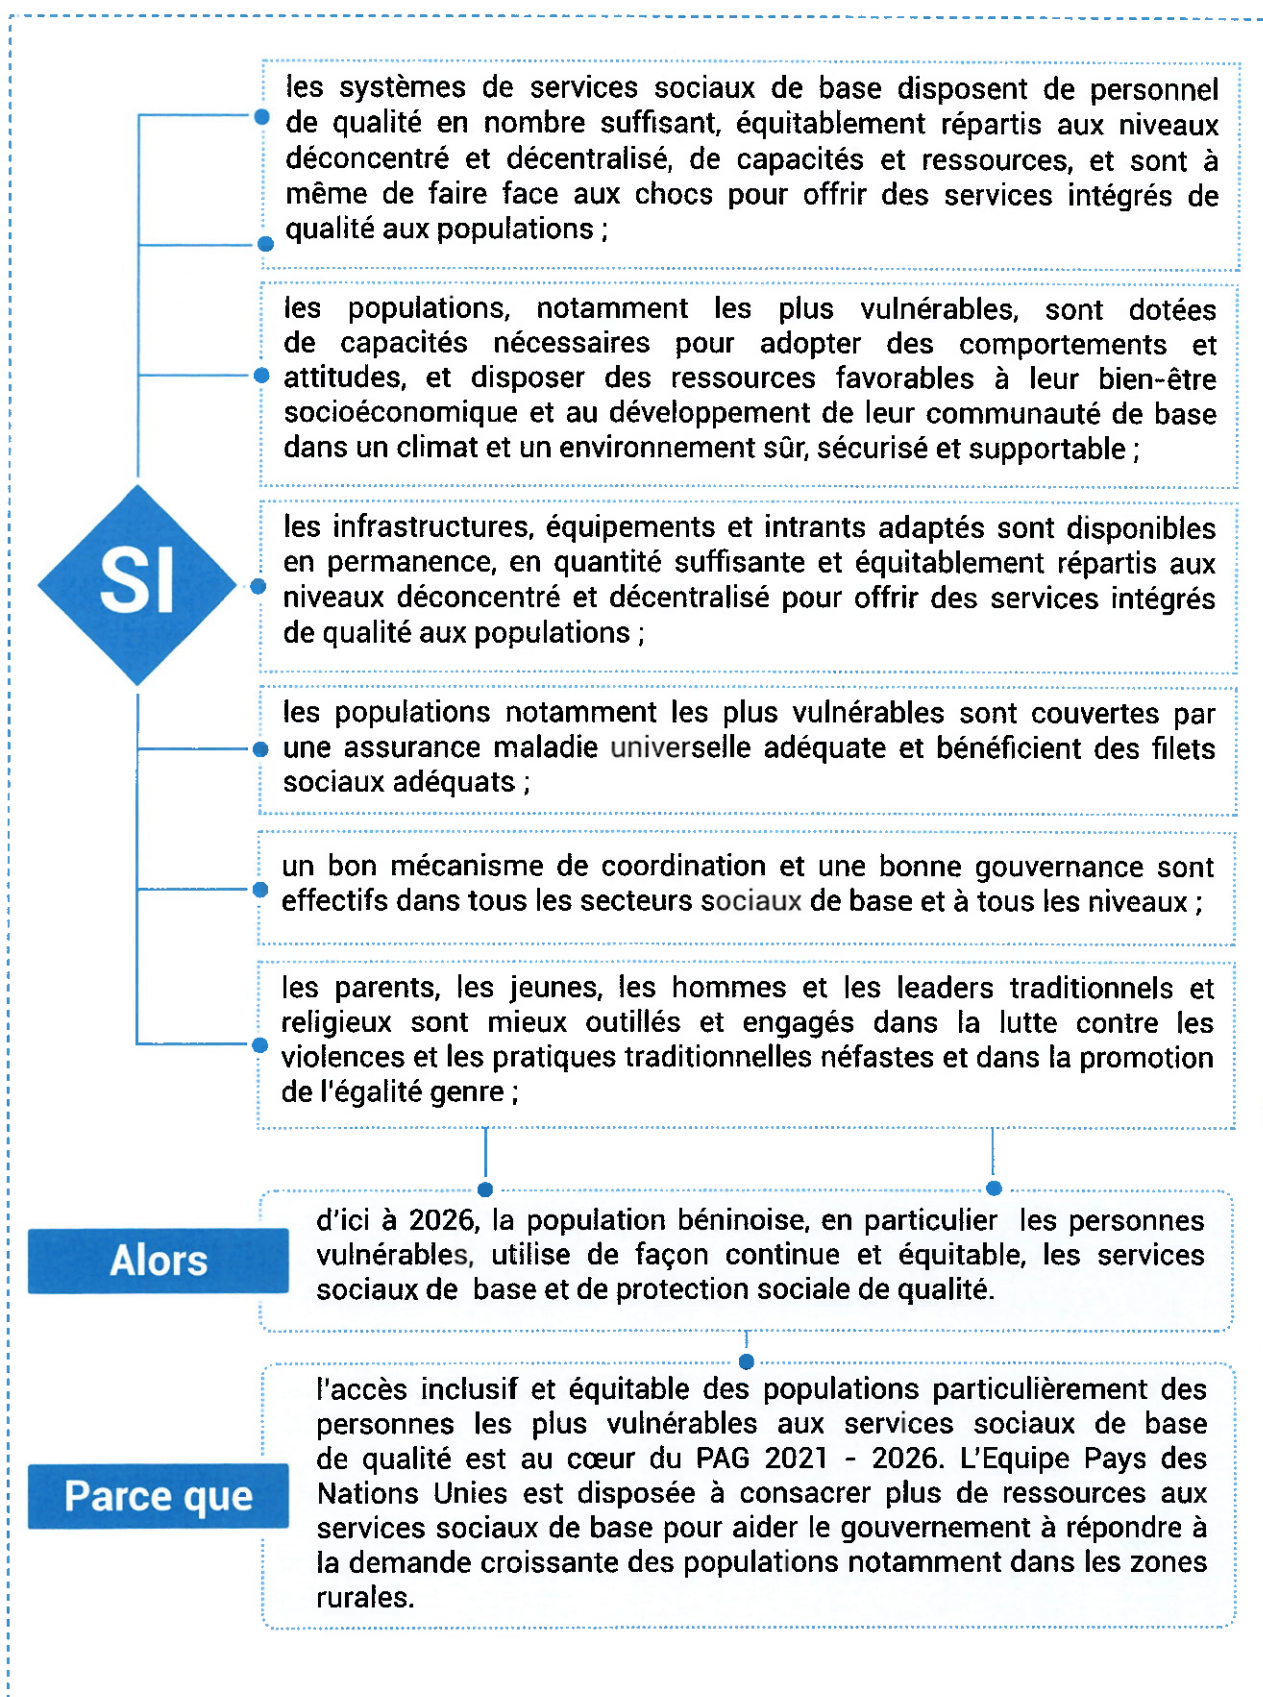 les systèmes de services sociaux de base disposent de personnel
de qualité en nombre suffisant, équitablement répartis aux niveaux
déconcentré et décentralisé, de capacités et ressources, et sont à
même de faire face aux chocs pour offrir des services intégrés de
qualité aux populations ;
les populations, notamment les plus vulnérables, sont dotées
de capacités nécessaires pour adopter des comportements et
attitudes, et disposer des ressources favorables à leur bien-être
socioéconomique et au développement de leur communauté de base
dans un climat et un environnement sûr, sécurisé et supportable ;
SI
les infrastructures, équipements et intrants adaptés sont disponibles
en permanence, en quantité suffisante et équitablement répartis aux
niveaux déconcentré et décentralisé pour offrir des services intégrés
de qualité aux populations ;
les populations notamment les plus vulnérables sont couvertes par
une assurance maladie universelle adéquate et bénéficient des filets
sociaux adéquats ;
un bon mécanisme de coordination et une bonne gouvernance sont
effectifs dans tous les secteurs sociaux de base et à tous les niveaux ;
les parents, les jeunes, les hommes et les leaders traditionnels et
religieux sont mieux outillés et engagés dans la lutte contre les
violences et les pratiques traditionnelles néfastes et dans la promotion
de l'égalité genre ;
Alors
d'ici à 2026, la population béninoise, en particulier les personnes
vulnérables, utilise de façon continue et équitable, les services
sociaux de base et de protection sociale de qualité.
Parce que
l'accès inclusif et équitable des populations particulièrement des
personnes les plus vulnérables aux services sociaux de base
de qualité est au cœur du PAG 2021 - 2026. L'Equipe Pays des
Nations Unies est disposée à consacrer plus de ressources aux
services sociaux de base pour aider le gouvernement à répondre à
la demande croissante des populations notamment dans les zones
rurales.